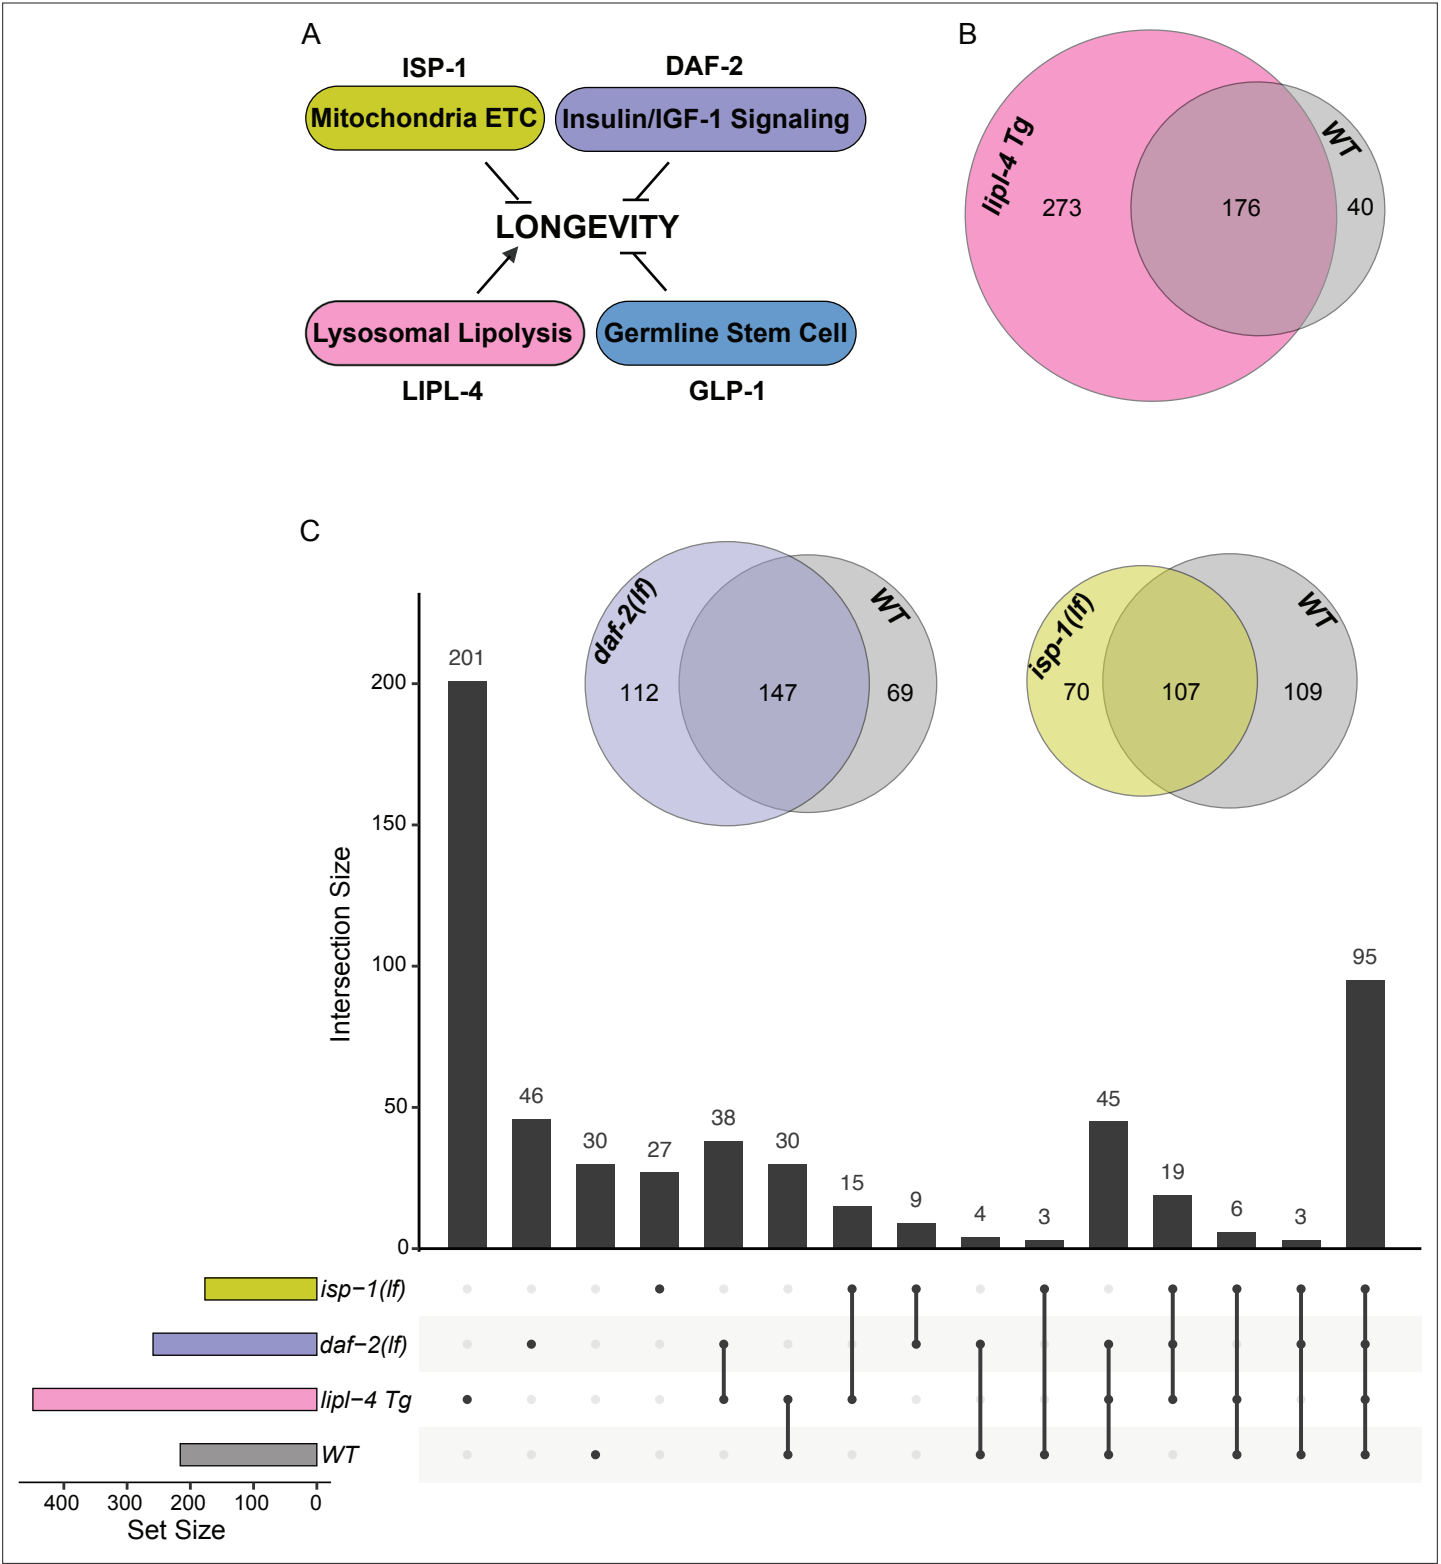 A
ISP-1
DAF-2
Mitochondria ETC
Insulin/IGF-1 Signaling
LONGEVITY
Lysosomal Lipolysis
Germline Stem Cell
LIPL-4
GLP-1
B
lipl-4 Tg
WT
273
176
40
C
daf-2(lf)
WT
112
147
69
isp-1(lf)
WT
70
107
109
Intersection Size
200
150
100
50
0
201
46
30
27
38
30
15
9
4
3
45
19
6
3
95
isp−1(lf)
daf−2(lf)
lipl−4 Tg
WT
400 300 200 100 0
Set Size